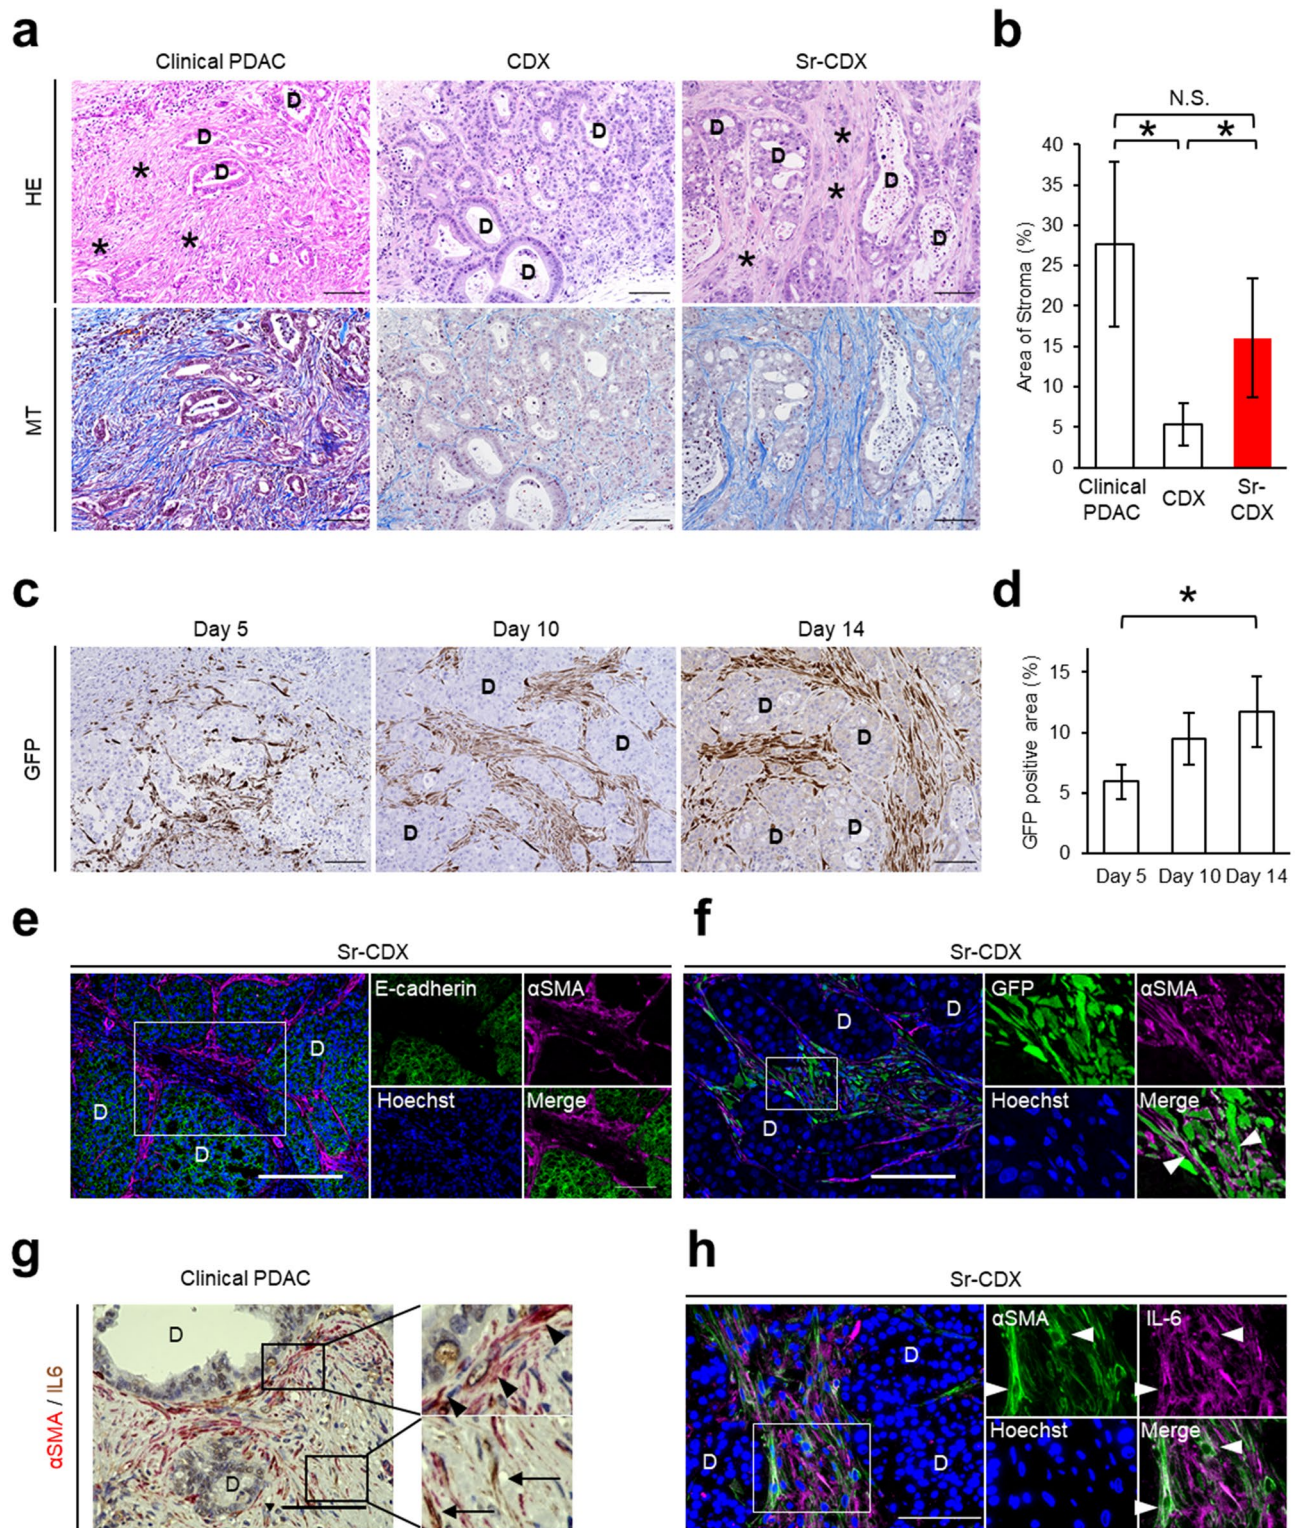 a
Clinical PDAC
CDX
Sr-CDX
HE
D
D
D
*
*
*
D
D
D
D
D
D
D
*
*
*
MT
b
N.S.
*
*
Area of Stroma (%)
40
35
30
25
20
15
10
5
0
Clinical
PDAC
CDX
Sr-
CDX
c
Day 5
Day 10
Day 14
GFP
D
D
D
D
D
D
D
d
*
GFP positive area (%)
15
10
5
0
Day 5
Day 10
Day 14
e
Sr-CDX
D
D
D
E-cadherin
αSMA
Hoechst
Merge
f
Sr-CDX
D
D
D
GFP
αSMA
Hoechst
Merge
g
Clinical PDAC
αSMA / IL6
D
D
h
Sr-CDX
D
D
D
αSMA
IL-6
Hoechst
Merge